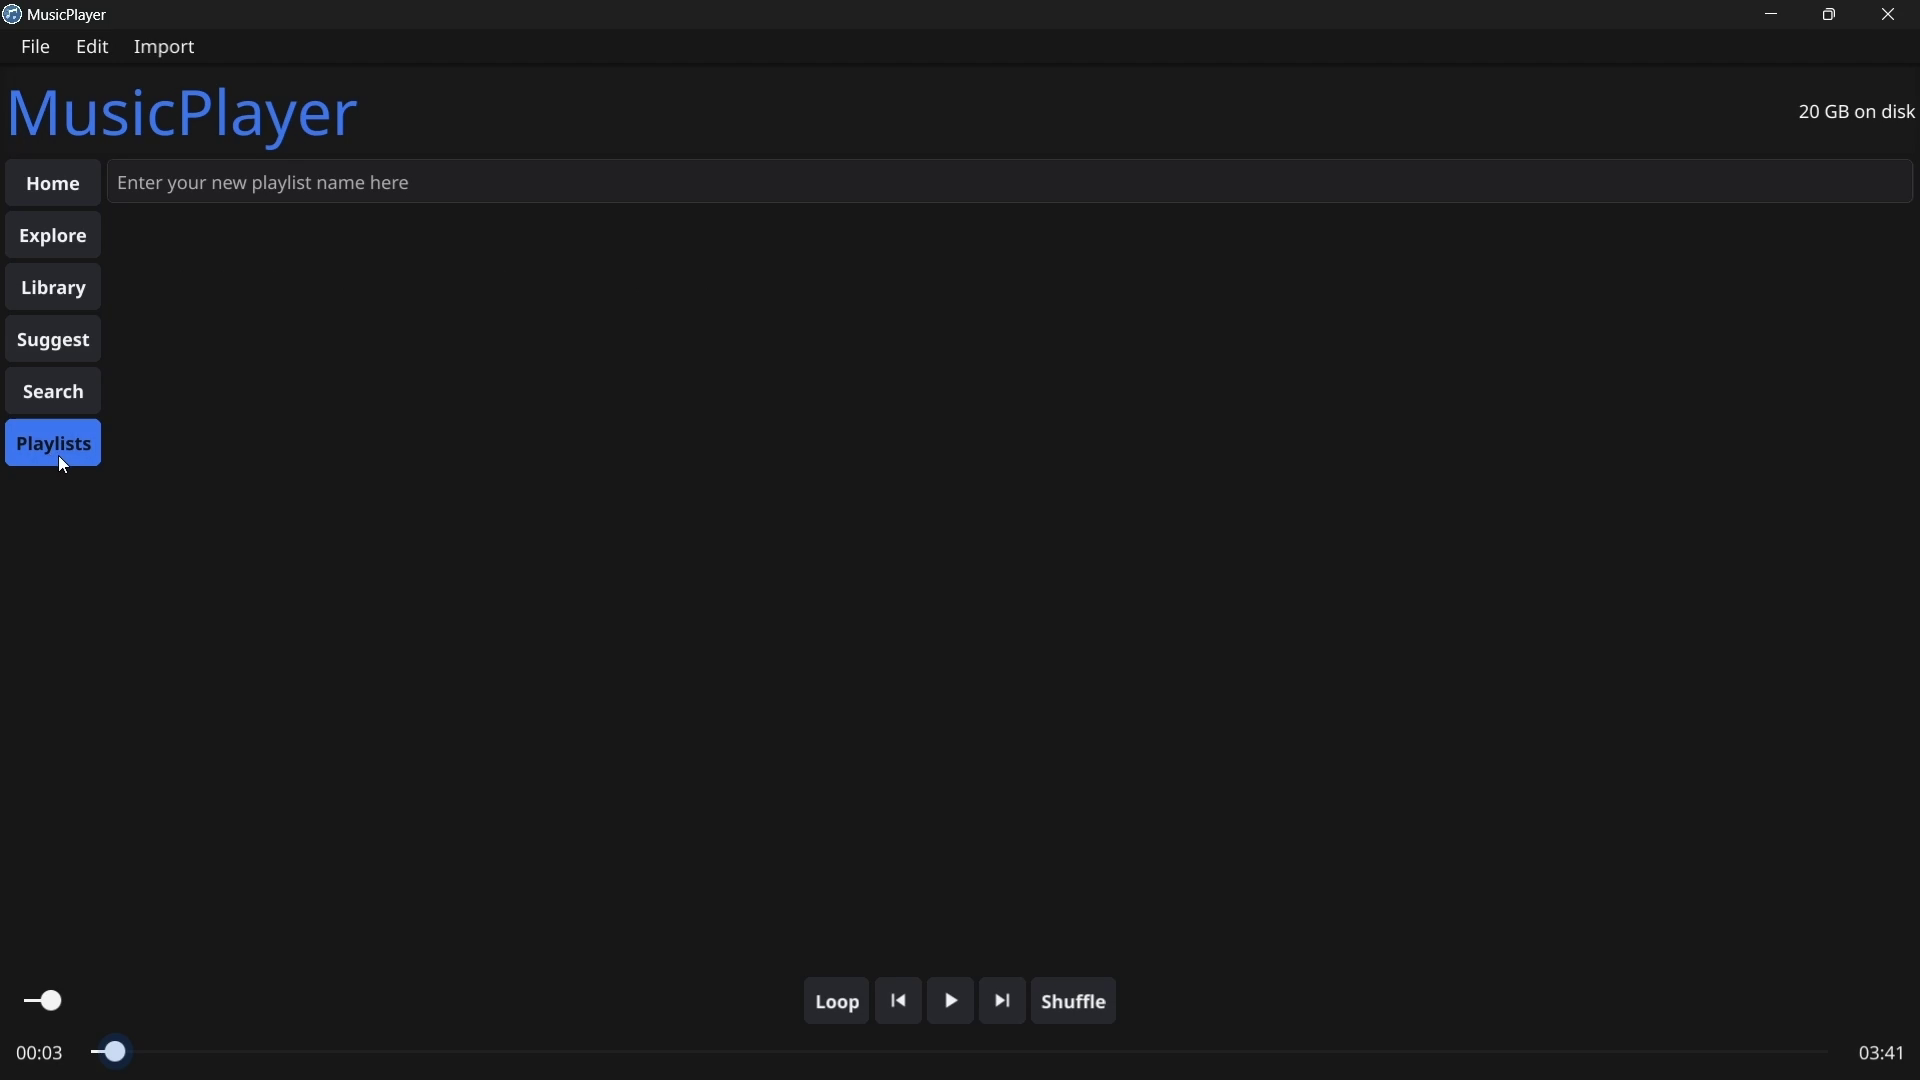 MusicPlayer
File Edit Import
MusicPlayer
20 GB on disk
Home
Enter your new playlist name here
Explore
Library
Suggest
Search
Playlists
Loop
Shuffle
00:03
03:41